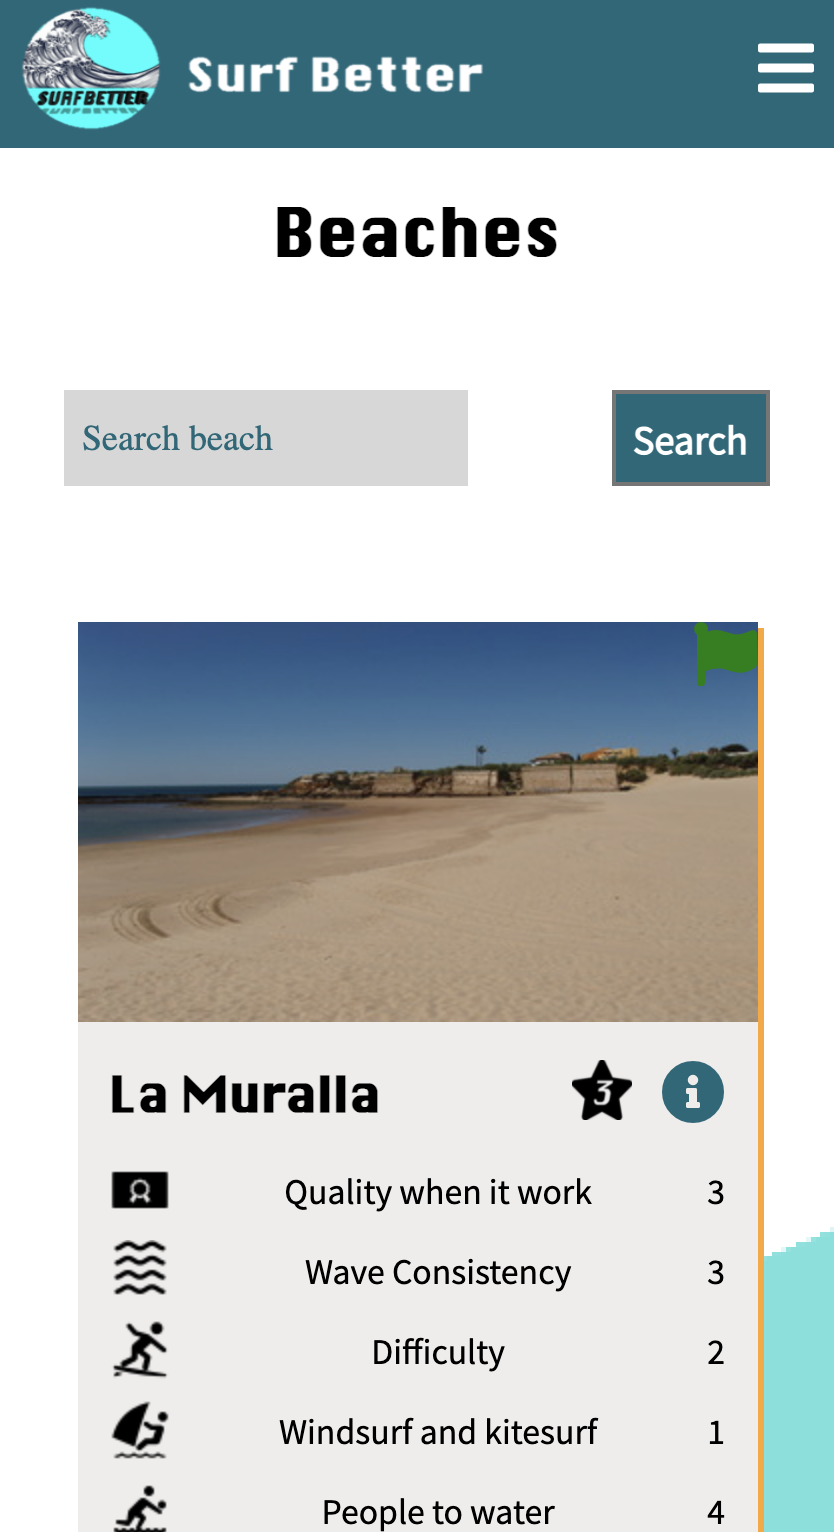 SURFBETTER
Surf Better
Beaches
Search beach
Search
La Muralla
3
Quality when it work 3
Wave Consistency 3
Difficulty 2
Windsurf and kitesurf 1
People to water 4